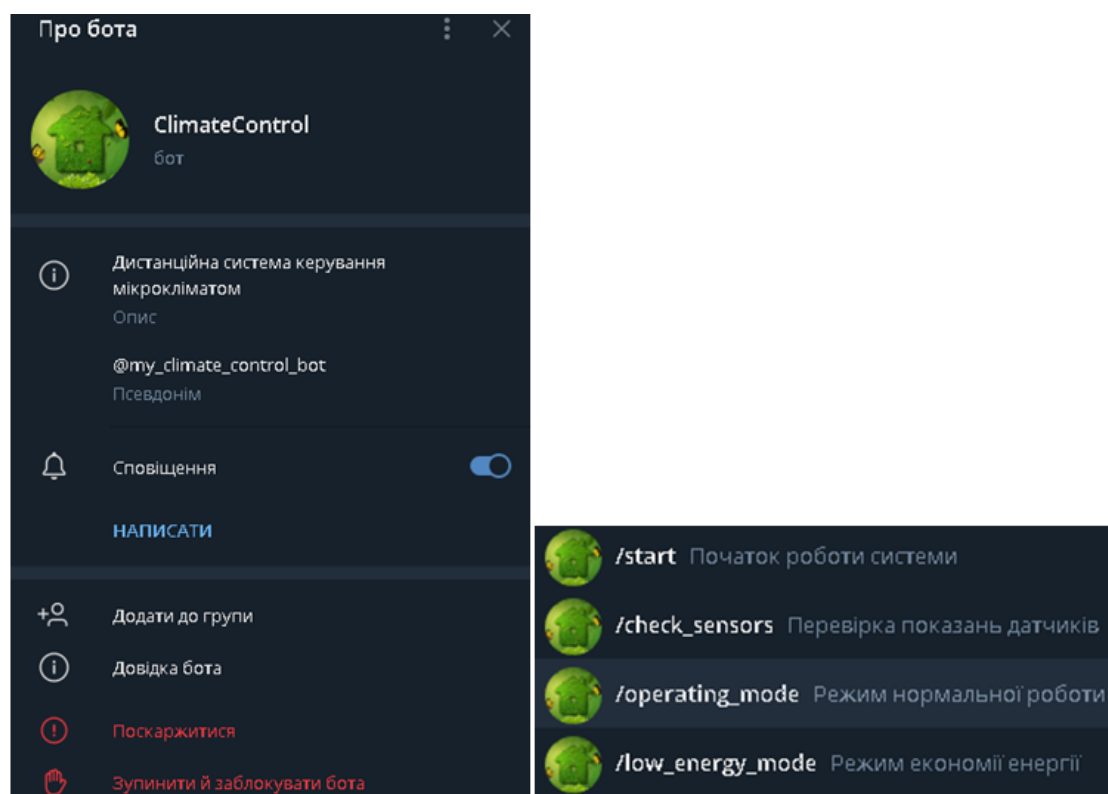 Про бота
ClimateControl
бот
Дистанційна система керування
мікрокліматом
Опис
@my_climate_control_bot
Псевдонім
Сповіщення
НАПИСАТИ
Додати до групи
Довідка бота
Поскаржитися
Зупинити й заблокувати бота
/start Початок роботи системи
/check_sensors Перевірка показань датчиків
/operating_mode Режим нормальної роботи
/low_energy_mode Режим економії енергії